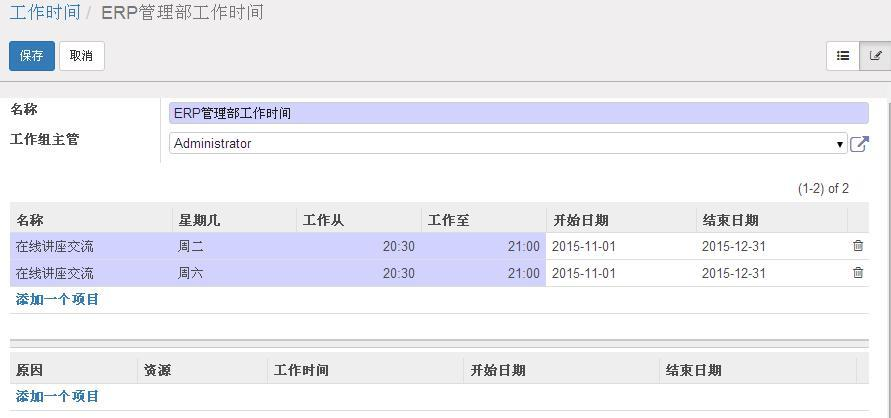 工作时间 / ERP管理部工作时间
保存 取消
名称 ERP管理部工作时间
工作组主管 Administrator
(1-2) of 2
名称 星期几 工作从 工作至 开始日期 结束日期
在线讲座交流 周二 20:30 21:00 2015-11-01 2015-12-31
在线讲座交流 周六 20:30 21:00 2015-11-01 2015-12-31
添加一个项目
原因 资源 工作时间 开始日期 结束日期
添加一个项目